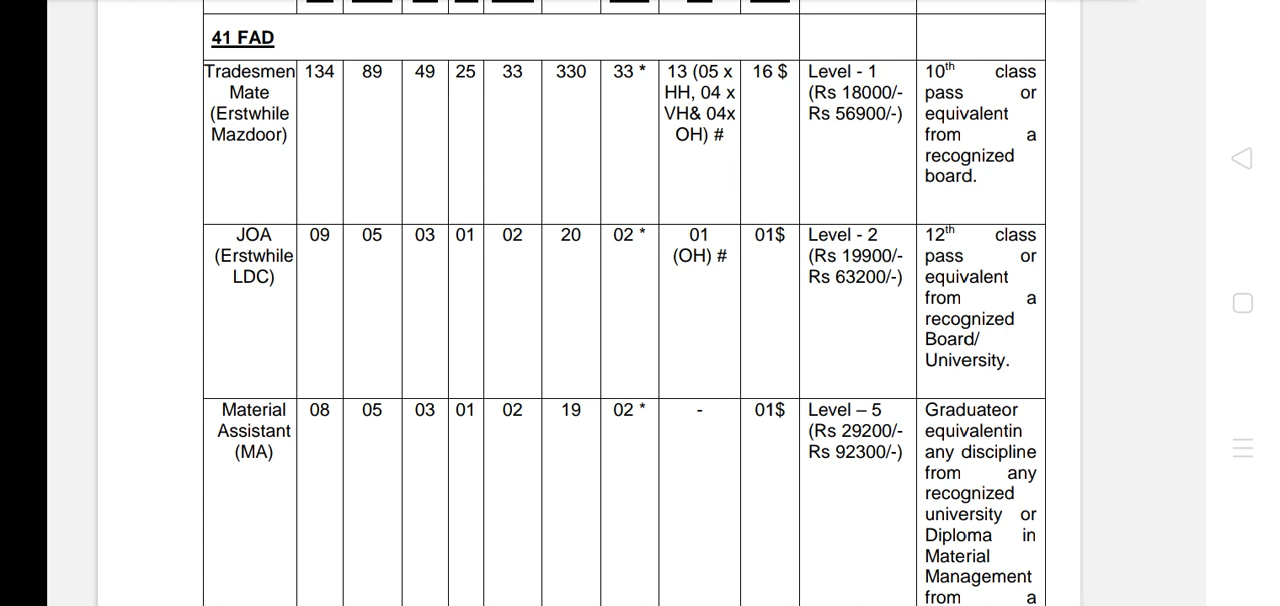 41 FAD
Tradesmen 134 89 49 25 33 330 33 * 13 (05 x 16 $ Level - 1 10th class
Mate HH, 04 x (Rs 18000/- pass or
(Erstwhile VH& 04x Rs 56900/-) equivalent
Mazdoor) OH) # from a
recognized
board.
JOA 09 05 03 01 02 20 02 * 01 01$ Level - 2 12th class
(Erstwhile (OH) # (Rs 19900/- pass or
LDC) Rs 63200/-) equivalent
from a
recognized
Board/
University.
Material 08 05 03 01 02 19 02 * - 01$ Level – 5 Graduateor
Assistant (Rs 29200/- equivalentin
(MA) Rs 92300/-) any discipline
from any
recognized
university or
Diploma in
Material
Management
from a